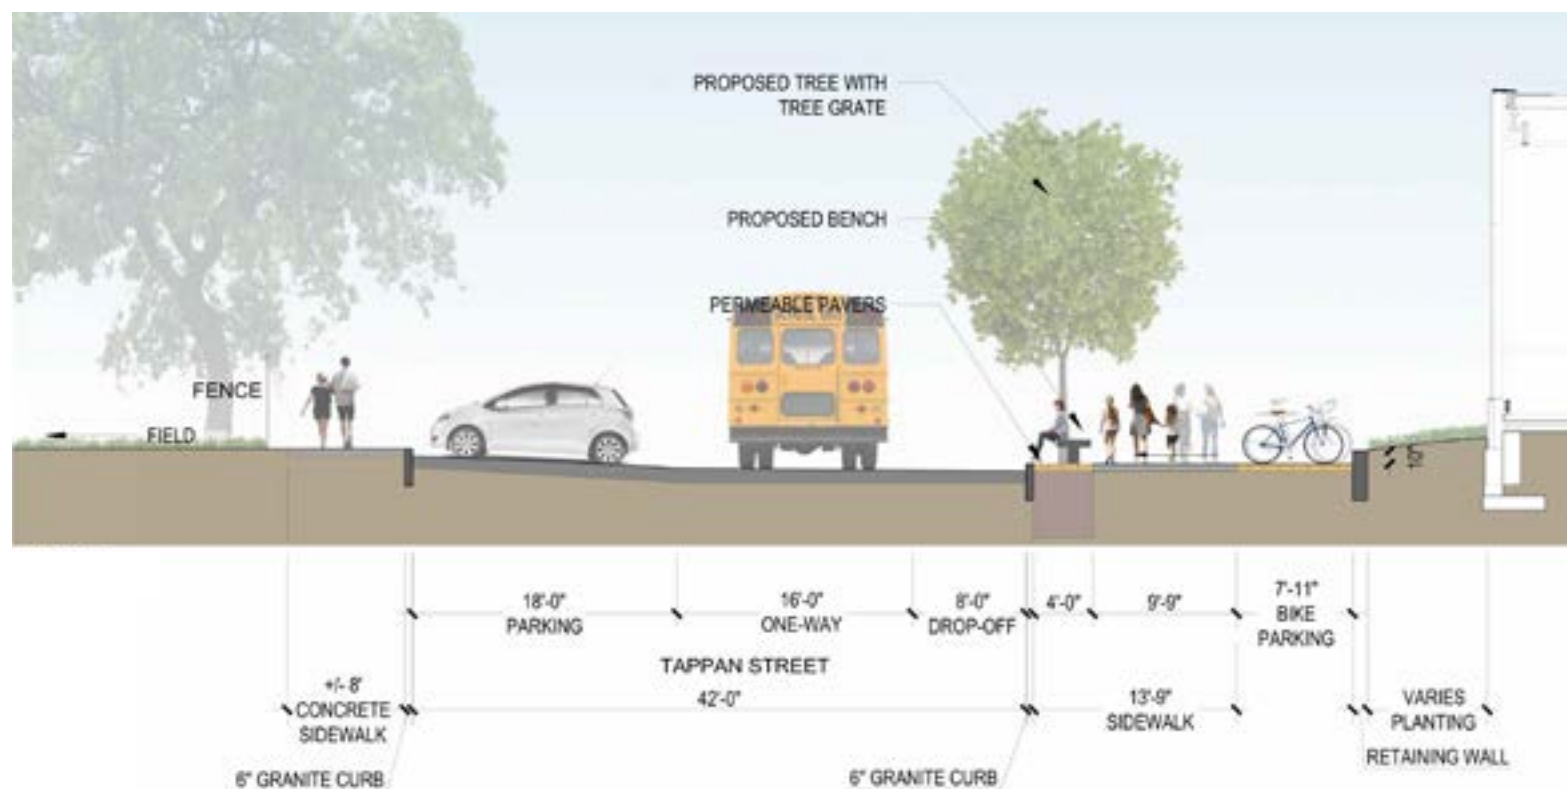 PROPOSED TREE WITH
TREE GRATE
PROPOSED BENCH
PERMEABLE PAVERS
FENCE
FIELD
10"
18'-0"
PARKING
16'-0"
ONE-WAY
8'-0"
DROP-OFF
4'-0"
9'-9"
7'-11"
BIKE
PARKING
TAPPAN STREET
42'-0"
+/- 8'
CONCRETE
SIDEWALK
13'-9"
SIDEWALK
VARIES
PLANTING
RETAINING WALL
6" GRANITE CURB
6" GRANITE CURB